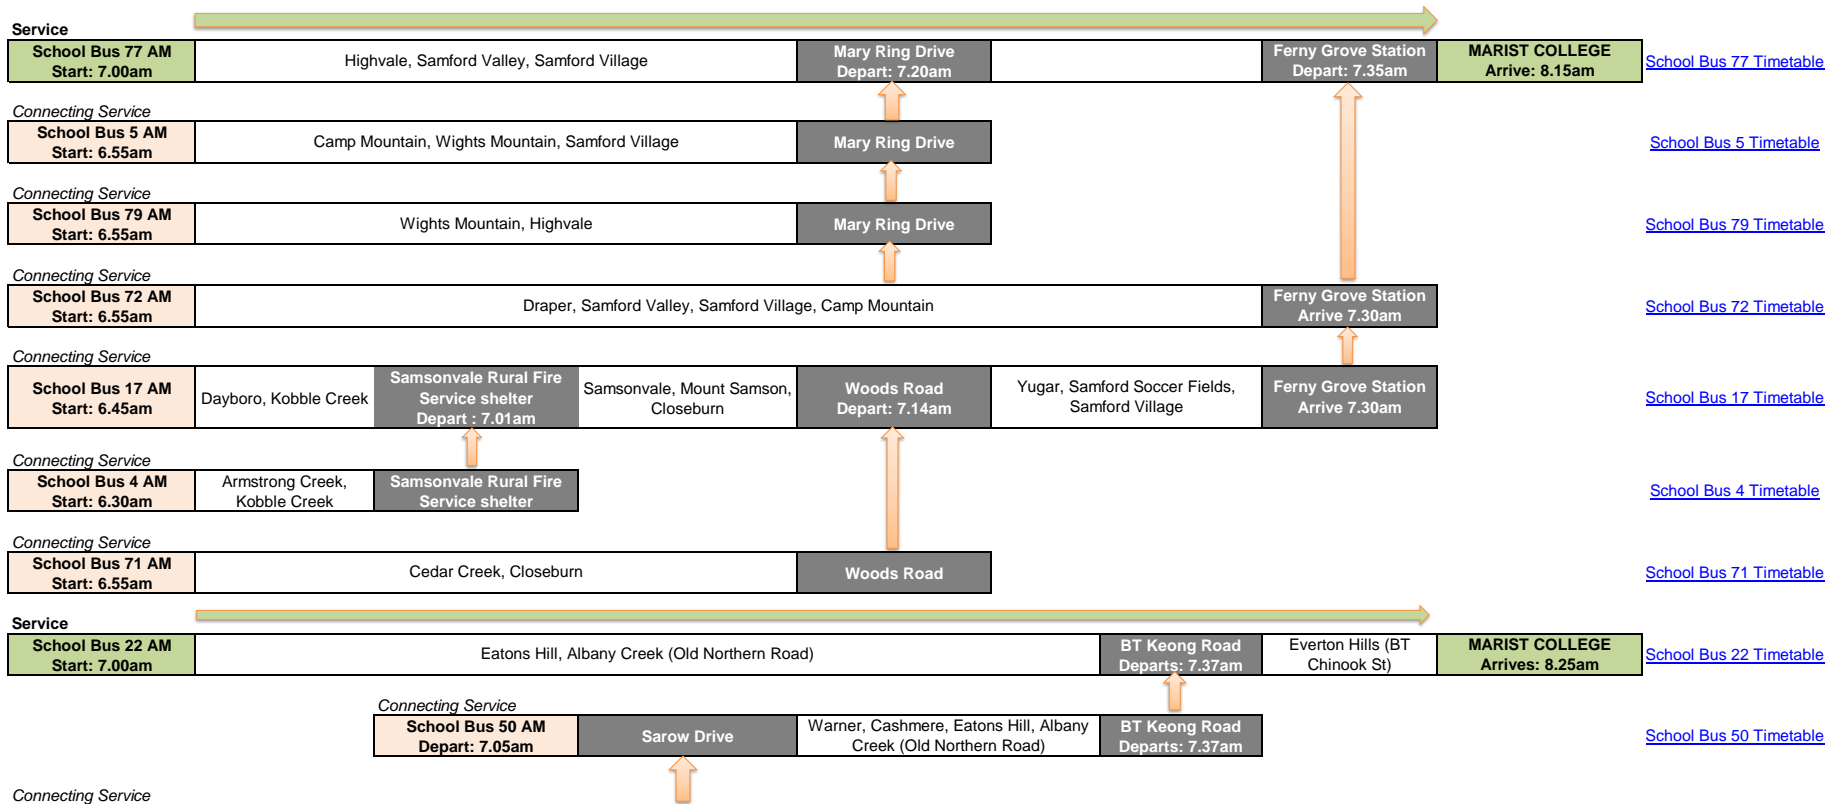 Service
School Bus 77 AM
Start: 7.00am
Highvale, Samford Valley, Samford Village
Mary Ring Drive
Depart: 7.20am
Ferny Grove Station
Depart: 7.35am
MARIST COLLEGE
Arrive: 8.15am
School Bus 77 Timetable
Connecting Service
School Bus 5 AM
Start: 6.55am
Camp Mountain, Wights Mountain, Samford Village
Mary Ring Drive
School Bus 5 Timetable
Connecting Service
School Bus 79 AM
Start: 6.55am
Wights Mountain, Highvale
Mary Ring Drive
School Bus 79 Timetable
Connecting Service
School Bus 72 AM
Start: 6.55am
Draper, Samford Valley, Samford Village, Camp Mountain
Ferny Grove Station
Arrive 7.30am
School Bus 72 Timetable
Connecting Service
School Bus 17 AM
Start: 6.45am
Dayboro, Kobble Creek
Samsonvale Rural Fire
Service shelter
Depart : 7.01am
Samsonvale, Mount Samson,
Closeburn
Woods Road
Depart: 7.14am
Yugar, Samford Soccer Fields,
Samford Village
Ferny Grove Station
Arrive 7.30am
School Bus 17 Timetable
Connecting Service
School Bus 4 AM
Start: 6.30am
Armstrong Creek,
Kobble Creek
Samsonvale Rural Fire
Service shelter
School Bus 4 Timetable
Connecting Service
School Bus 71 AM
Start: 6.55am
Cedar Creek, Closeburn
Woods Road
School Bus 71 Timetable
Service
School Bus 22 AM
Start: 7.00am
Eatons Hill, Albany Creek (Old Northern Road)
BT Keong Road
Departs: 7.37am
Everton Hills (BT
Chinook St)
MARIST COLLEGE
Arrives: 8.25am
School Bus 22 Timetable
Connecting Service
School Bus 50 AM
Depart: 7.05am
Sarow Drive
Warner, Cashmere, Eatons Hill, Albany
Creek (Old Northern Road)
BT Keong Road
Departs: 7.37am
School Bus 50 Timetable
Connecting Service